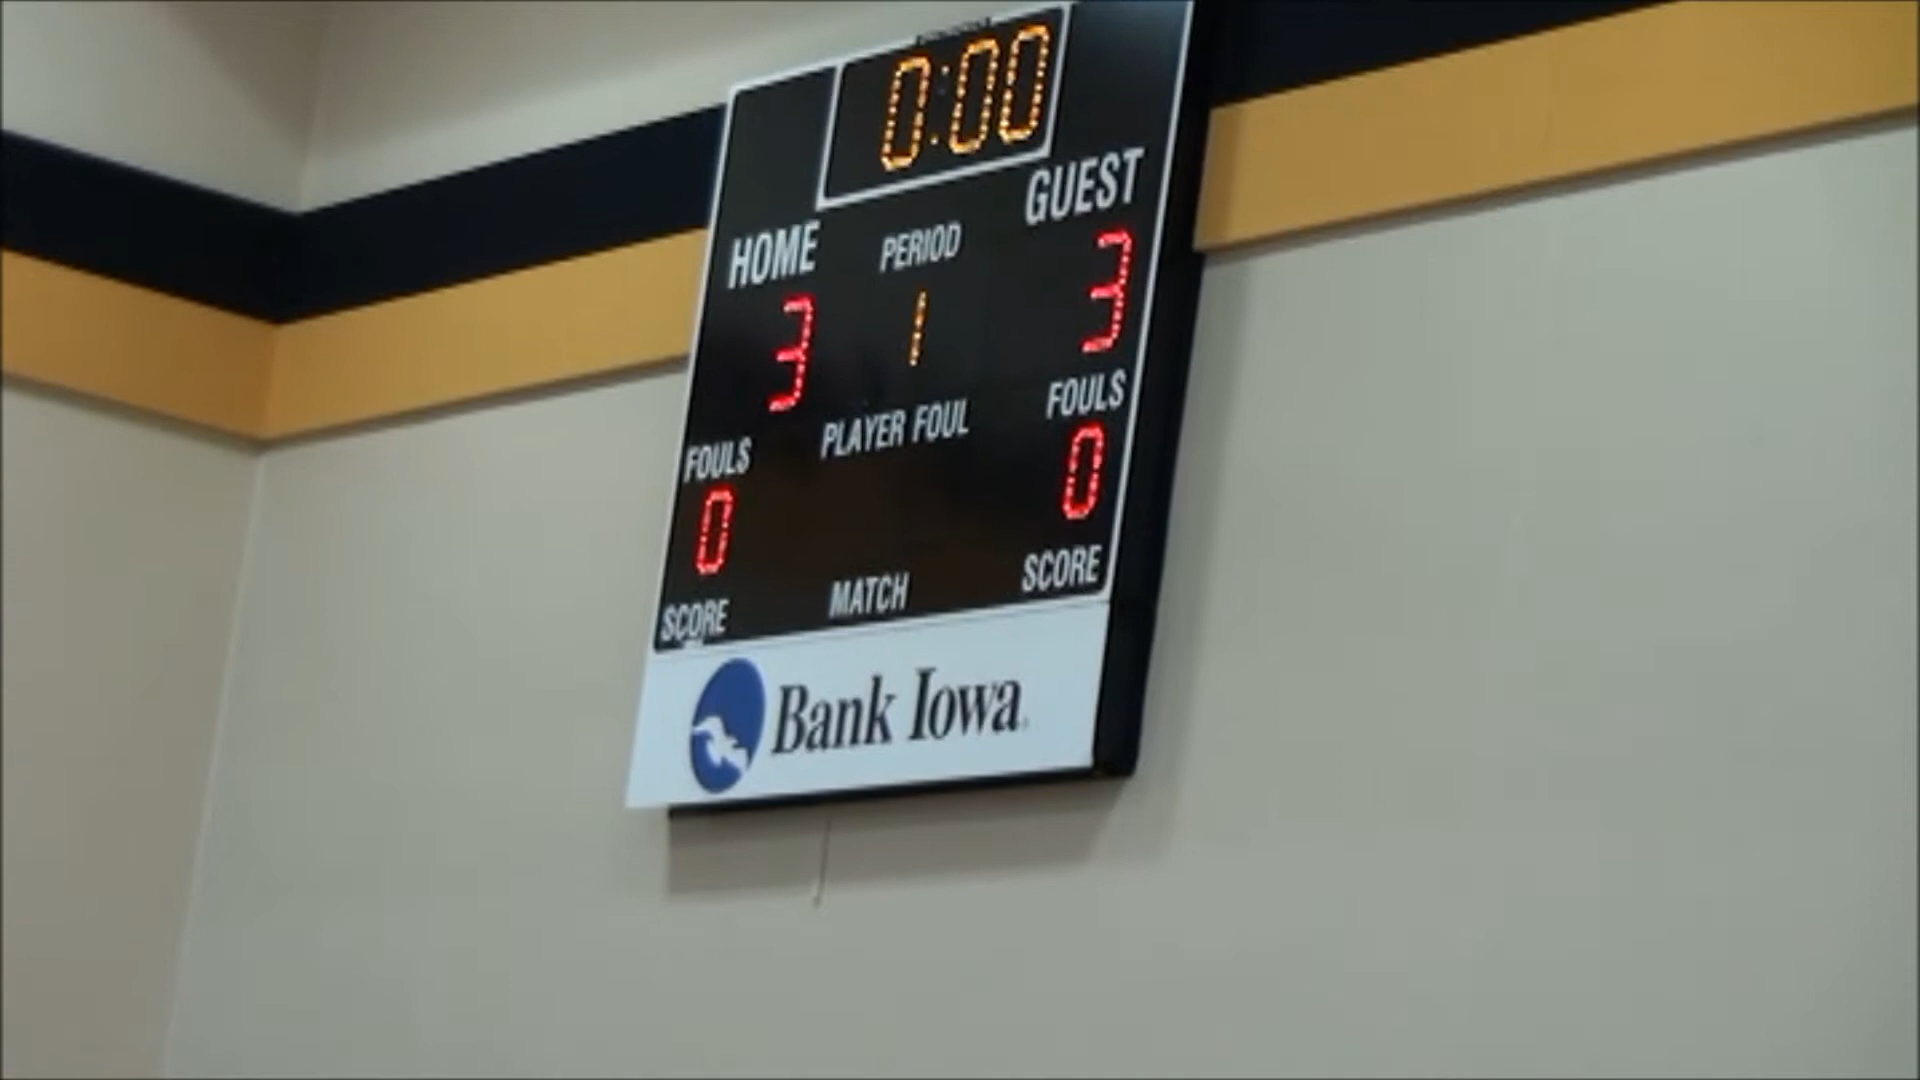 0:00
GUEST
HOME
PERIOD
3
1
3
FOULS
PLAYER FOUL
FOULS
0
0
SCORE
MATCH
SCORE
Bank Iowa